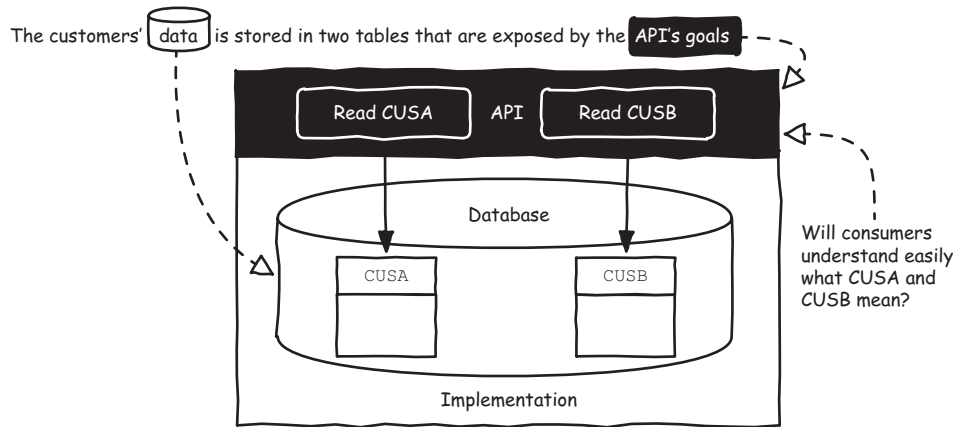 The customers’ data is stored in two tables that are exposed by the API’s goals
Read CUSA API Read CUSB
Database
Will consumers
understand easily
what CUSA and
CUSB mean?
CUSA CUSB
Implementation